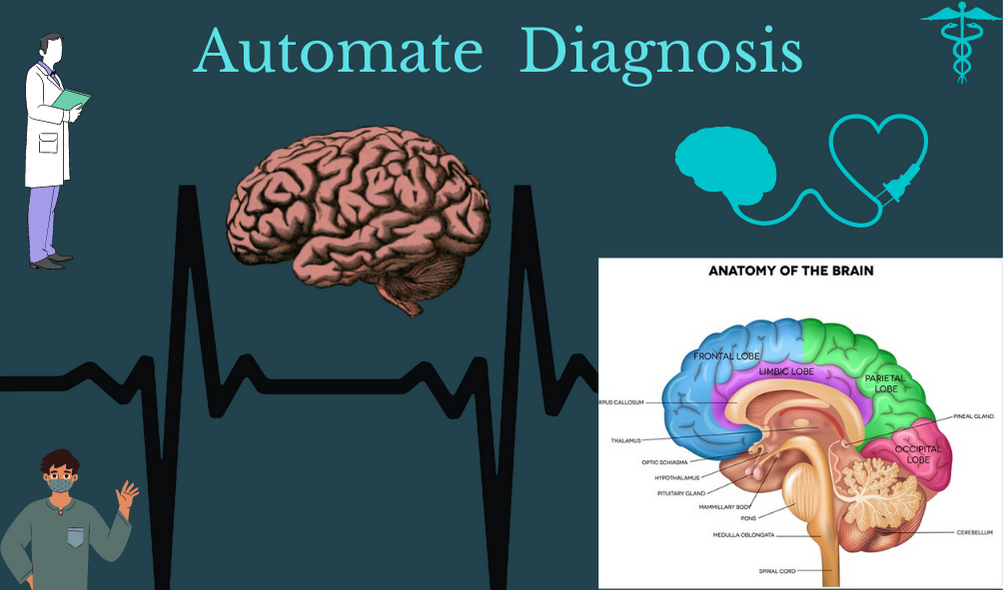 Automate Diagnosis
ANATOMY OF THE BRAIN
FRONTAL LOBE
LIMBIC LOBE
PARIETAL
LOBE
RPUS CALLOSUM
PINEAL GLAND
THALAMUS
OCCIPITAL
LOBE
OPTIC SCHIASMA
HYPOTHALAMUS
PITUITARY GLAND
MAMMILLARY BODY
PONS
MEDULLA OBLONGATA
CEREBELLUM
SPINAL CORD